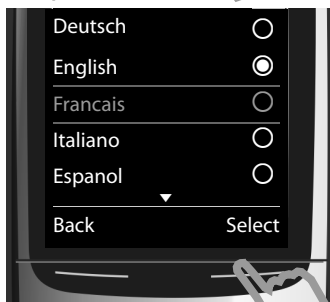 Deutsch
English
Francais
Italiano
Espanol
Back Select